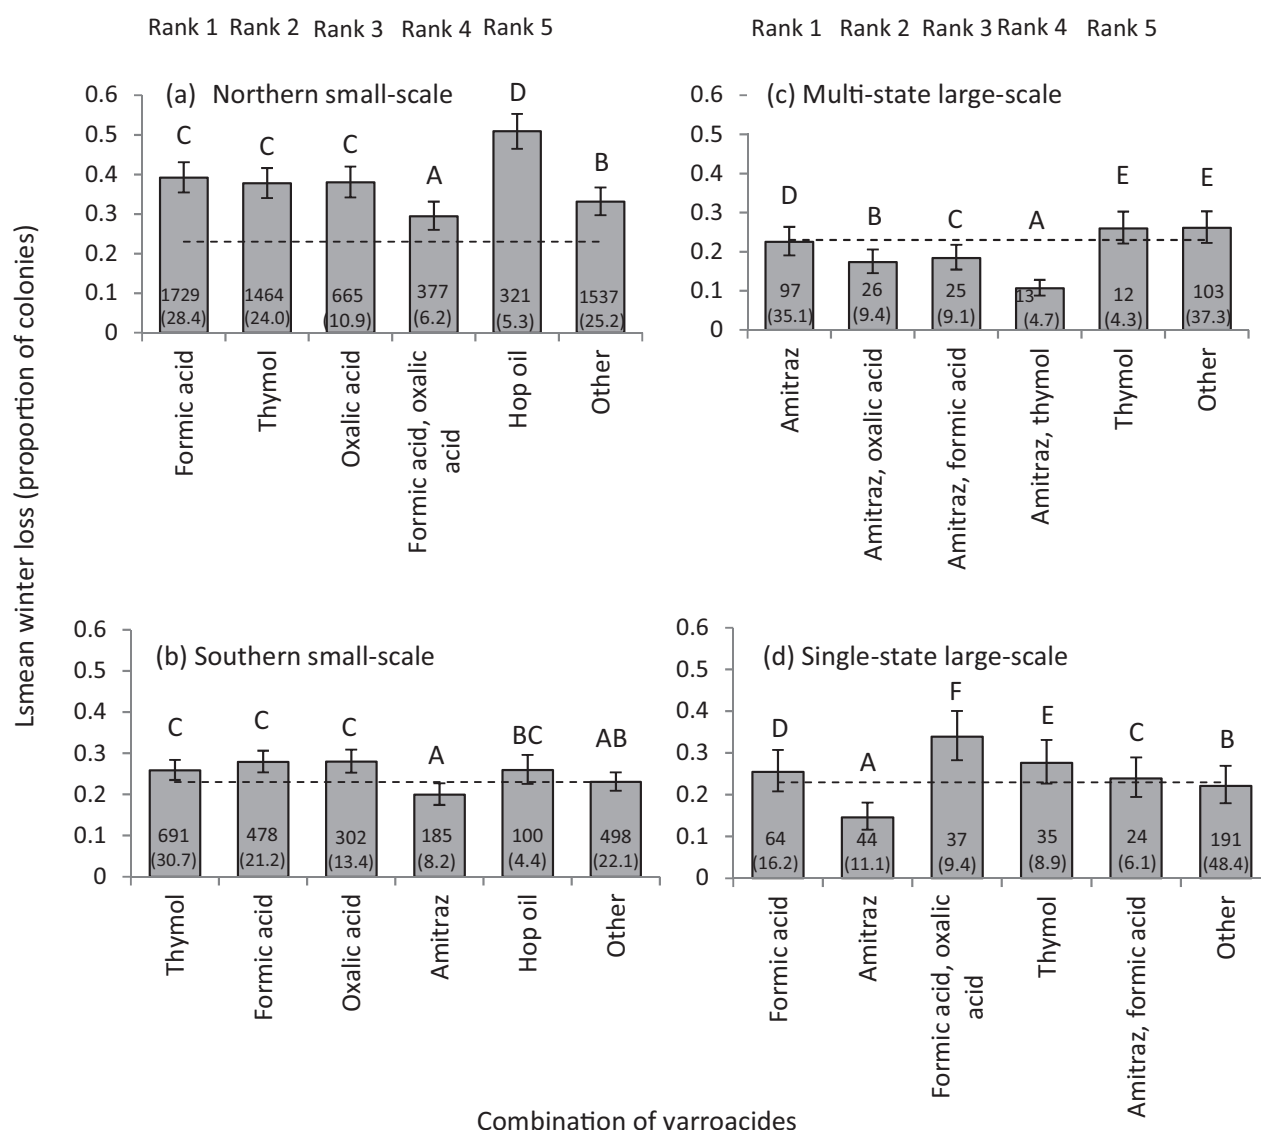 Rank 1 Rank 2 Rank 3 Rank 4 Rank 5
Rank 1 Rank 2 Rank 3 Rank 4 Rank 5
Lsmean winter loss (proportion of colonies)
(a) Northern small-scale
0.6
0.5
0.4
0.3
0.2
0.1
0
C C C A D B
1729 1464 665 377 321 1537
(28.4) (24.0) (10.9) (6.2) (5.3) (25.2)
Formic acid
Thymol
Oxalic acid
Formic acid, oxalic
acid
Hop oil
Other
(c) Multi-state large-scale
0.6
0.5
0.4
0.3
0.2
0.1
0
D B C A E E
97 26 25 13 12 103
(35.1) (9.4) (9.1) (4.7) (4.3) (37.3)
Amitraz
Amitraz, oxalic acid
Amitraz, formic acid
Amitraz, thymol
Thymol
Other
(b) Southern small-scale
0.6
0.5
0.4
0.3
0.2
0.1
0
C C C A BC AB
691 478 302 185 100 498
(30.7) (21.2) (13.4) (8.2) (4.4) (22.1)
Thymol
Formic acid
Oxalic acid
Amitraz
Hop oil
Other
(d) Single-state large-scale
0.6
0.5
0.4
0.3
0.2
0.1
0
D A F E C B
64 44 37 35 24 191
(16.2) (11.1) (9.4) (8.9) (6.1) (48.4)
Formic acid
Amitraz
Formic acid, oxalic
acid
Thymol
Amitraz, formic acid
Other
Combination of varroacides